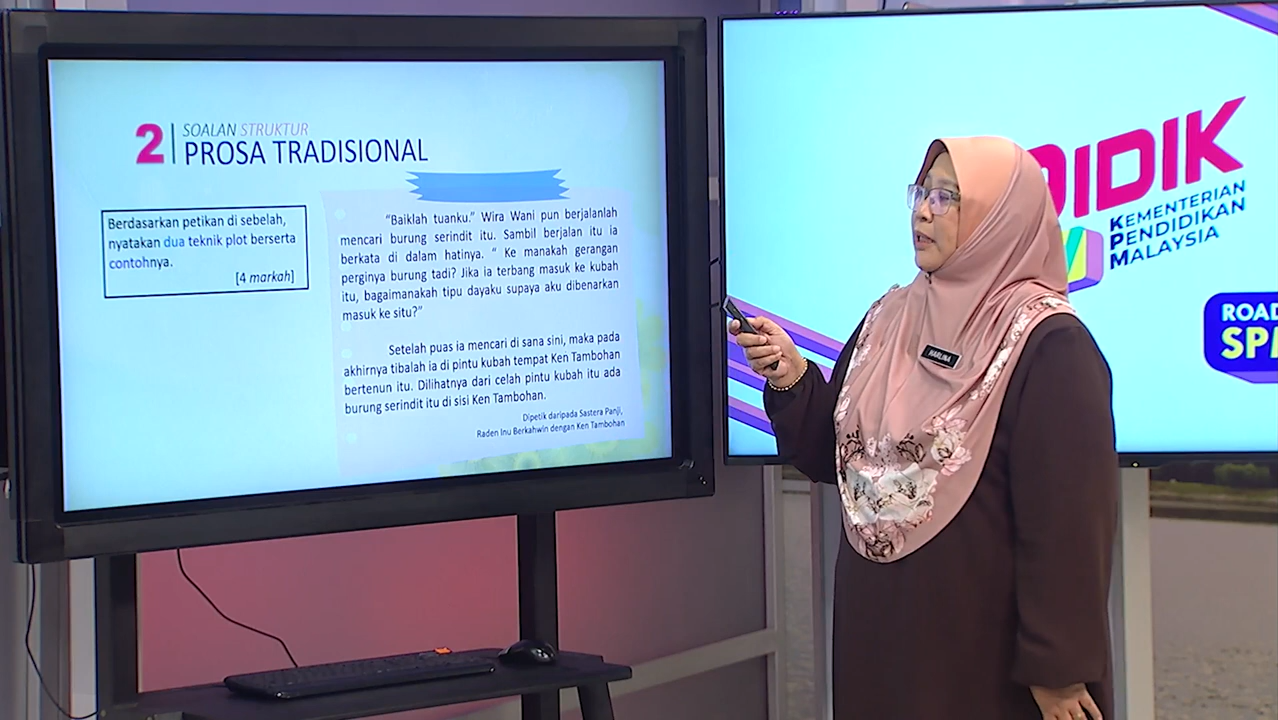 2
SOALAN STRUKTUR
PROSA TRADISIONAL
Berdasarkan petikan di sebelah,
nyatakan dua teknik plot berserta
contohnya.
[4 markah]
“Baiklah tuanku.” Wira Wani pun berjalanlah
mencari burung serindit itu. Sambil berjalan itu ia
berkata di dalam hatinya. “ Ke manakah gerangan
perginya burung tadi? Jika ia terbang masuk ke kubah
itu, bagaimanakah tipu dayaku supaya aku dibenarkan
masuk ke situ?”
Setelah puas ia mencari di sana sini, maka pada
akhirnya tibalah ia di pintu kubah tempat Ken Tambohan
bertenun itu. Dilihatnya dari celah pintu kubah itu ada
burung serindit itu di sisi Ken Tambohan.
Dipetik daripada Sastera Panji,
Raden Inu Berkahwin dengan Ken Tambohan
DIDIK
KEMENTERIAN
PENDIDIKAN
MALAYSIA
ROAD
SPM